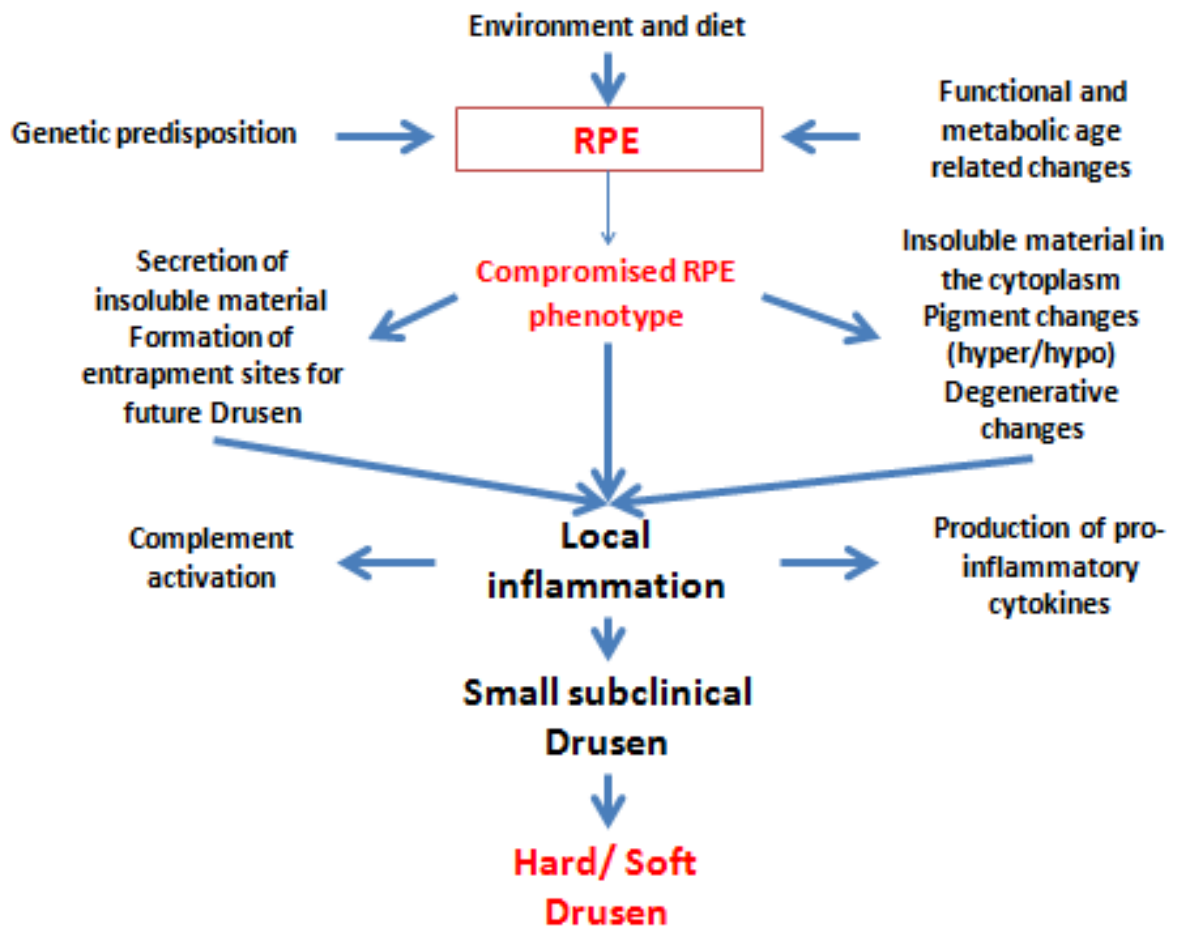 Environment and diet
Genetic predisposition
RPE
Functional and
metabolic age
related changes
Secretion of
insoluble material
Formation of
entrapment sites for
future Drusen
Compromised RPE
phenotype
Insoluble material in
the cytoplasm
Pigment changes
(hyper/hypo)
Degenerative
changes
Complement
activation
Local
inflammation
Production of pro-
inflammatory
cytokines
Small subclinical
Drusen
Hard/ Soft
Drusen